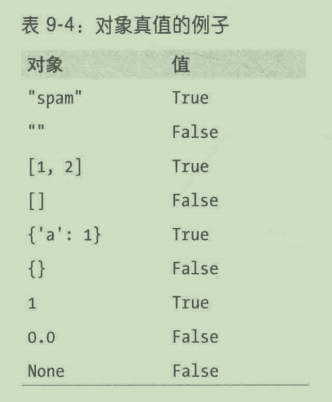 表 9-4：对象真值的例子
对象 值
"spam" True
"" False
[1, 2] True
[] False
{'a': 1} True
{} False
1 True
0.0 False
None False